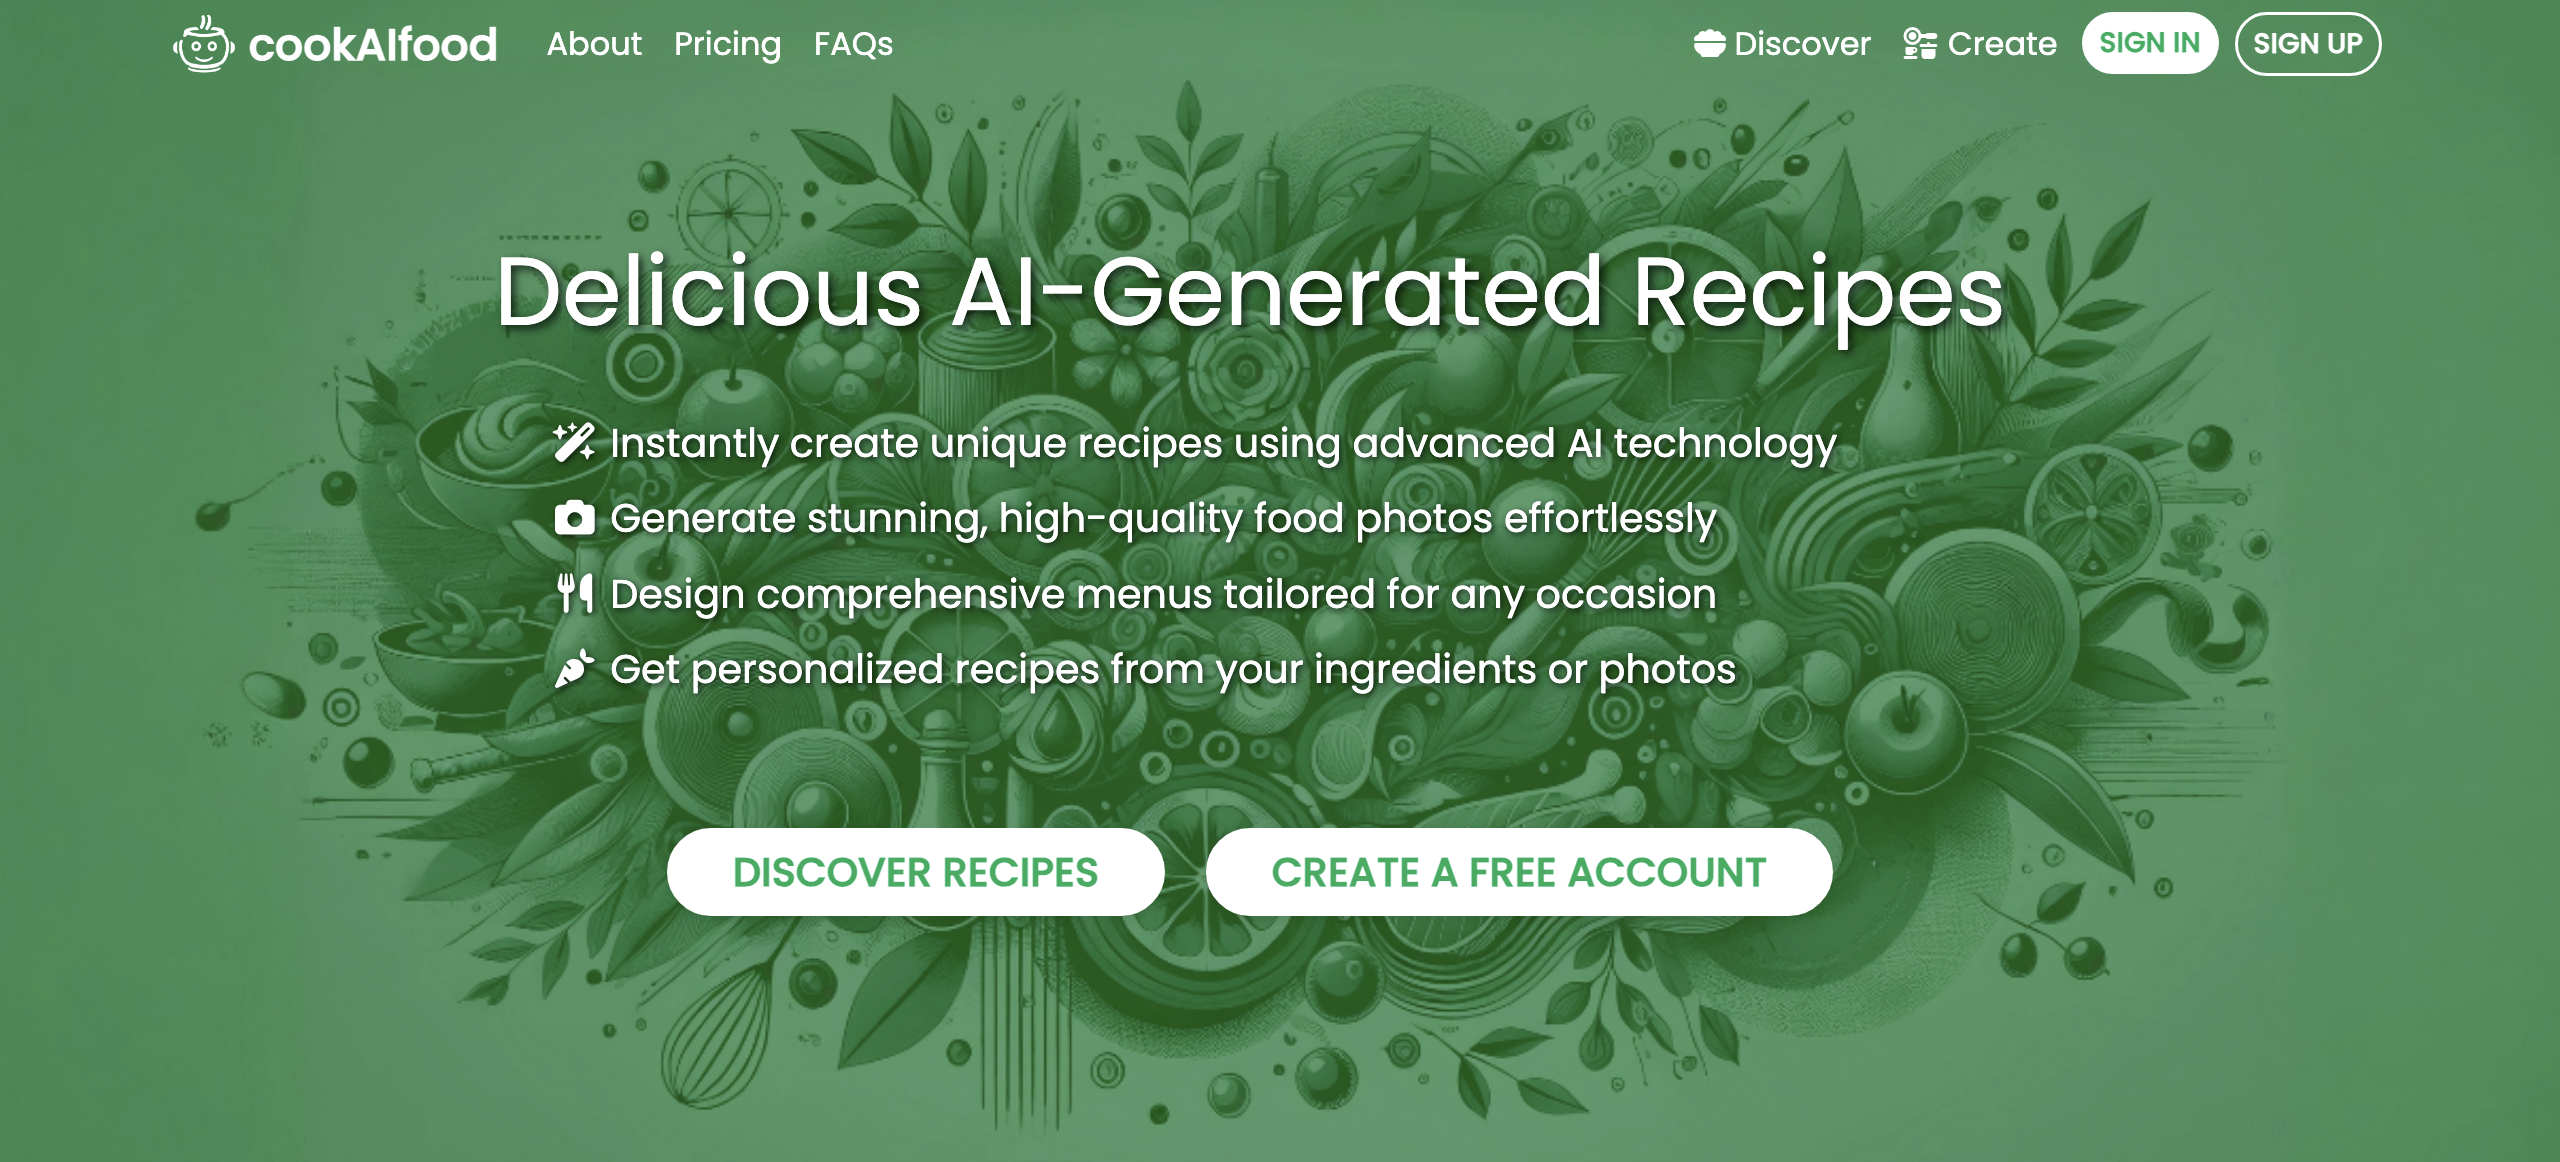 cookAIfood About Pricing FAQs Discover Create SIGN IN SIGN UP
Delicious AI-Generated Recipes
Instantly create unique recipes using advanced AI technology
Generate stunning, high-quality food photos effortlessly
Design comprehensive menus tailored for any occasion
Get personalized recipes from your ingredients or photos
DISCOVER RECIPES CREATE A FREE ACCOUNT